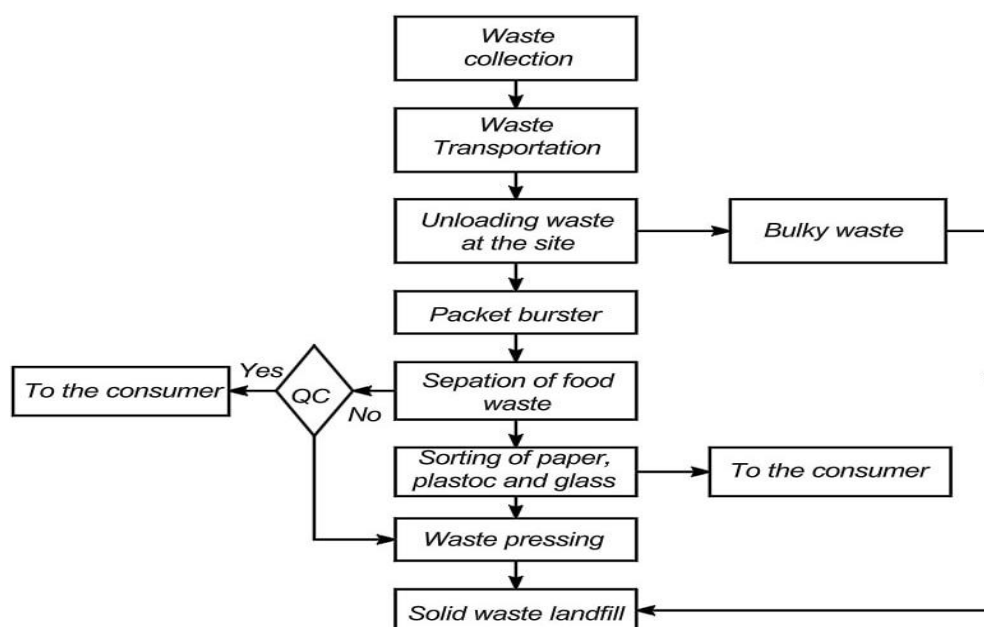 Waste
collection
Waste
Transportation
Unloading waste
at the site
Bulky waste
Packet burster
To the consumer
Yes
QC
No
Sepation of food
waste
Sorting of paper,
plastoc and glass
To the consumer
Waste pressing
Solid waste landfill